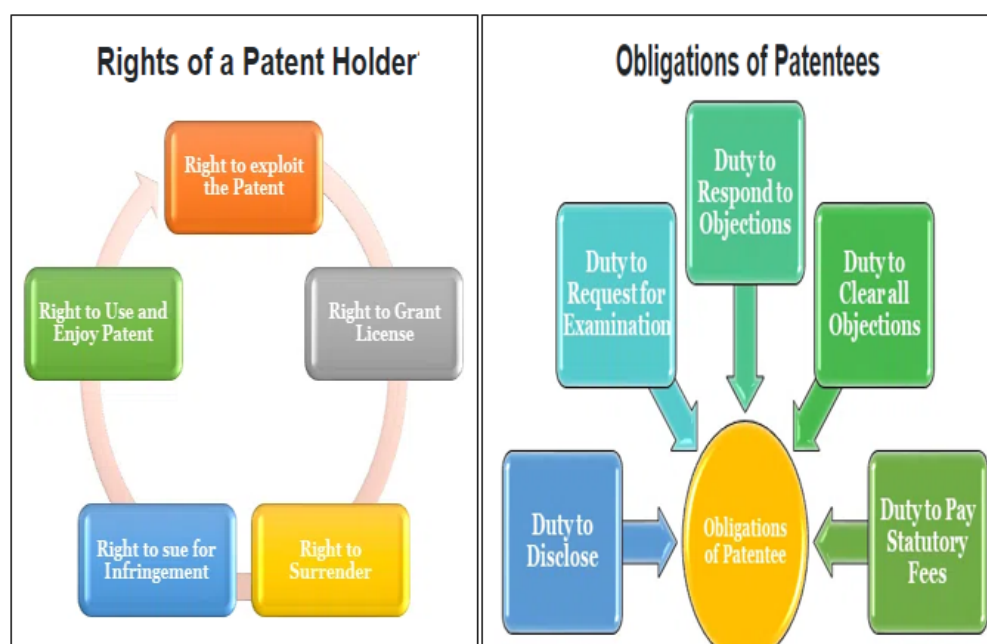 Rights of a Patent Holder
Right to exploit
the Patent
Right to Grant
License
Right to
Surrender
Right to sue for
Infringement
Right to Use and
Enjoy Patent
Obligations of Patentees
Duty to
Disclose
Duty to
Request for
Examination
Duty to
Respond to
Objections
Duty to
Clear all
Objections
Duty to Pay
Statutory
Fees
Obligations
of Patentee